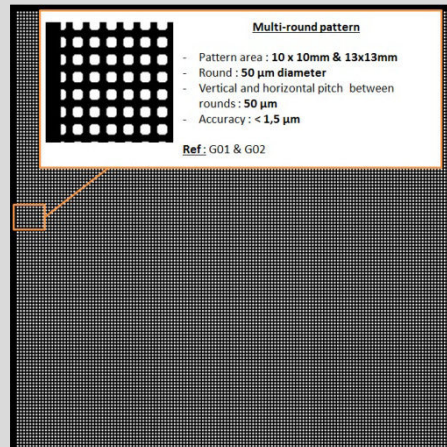 Multi-round pattern
- Pattern area : 10 x 10mm & 13x13mm
- Round : 50 µm diameter
- Vertical and horizontal pitch between
rounds : 50 µm
- Accuracy : < 1,5 µm
Ref : G01 & G02